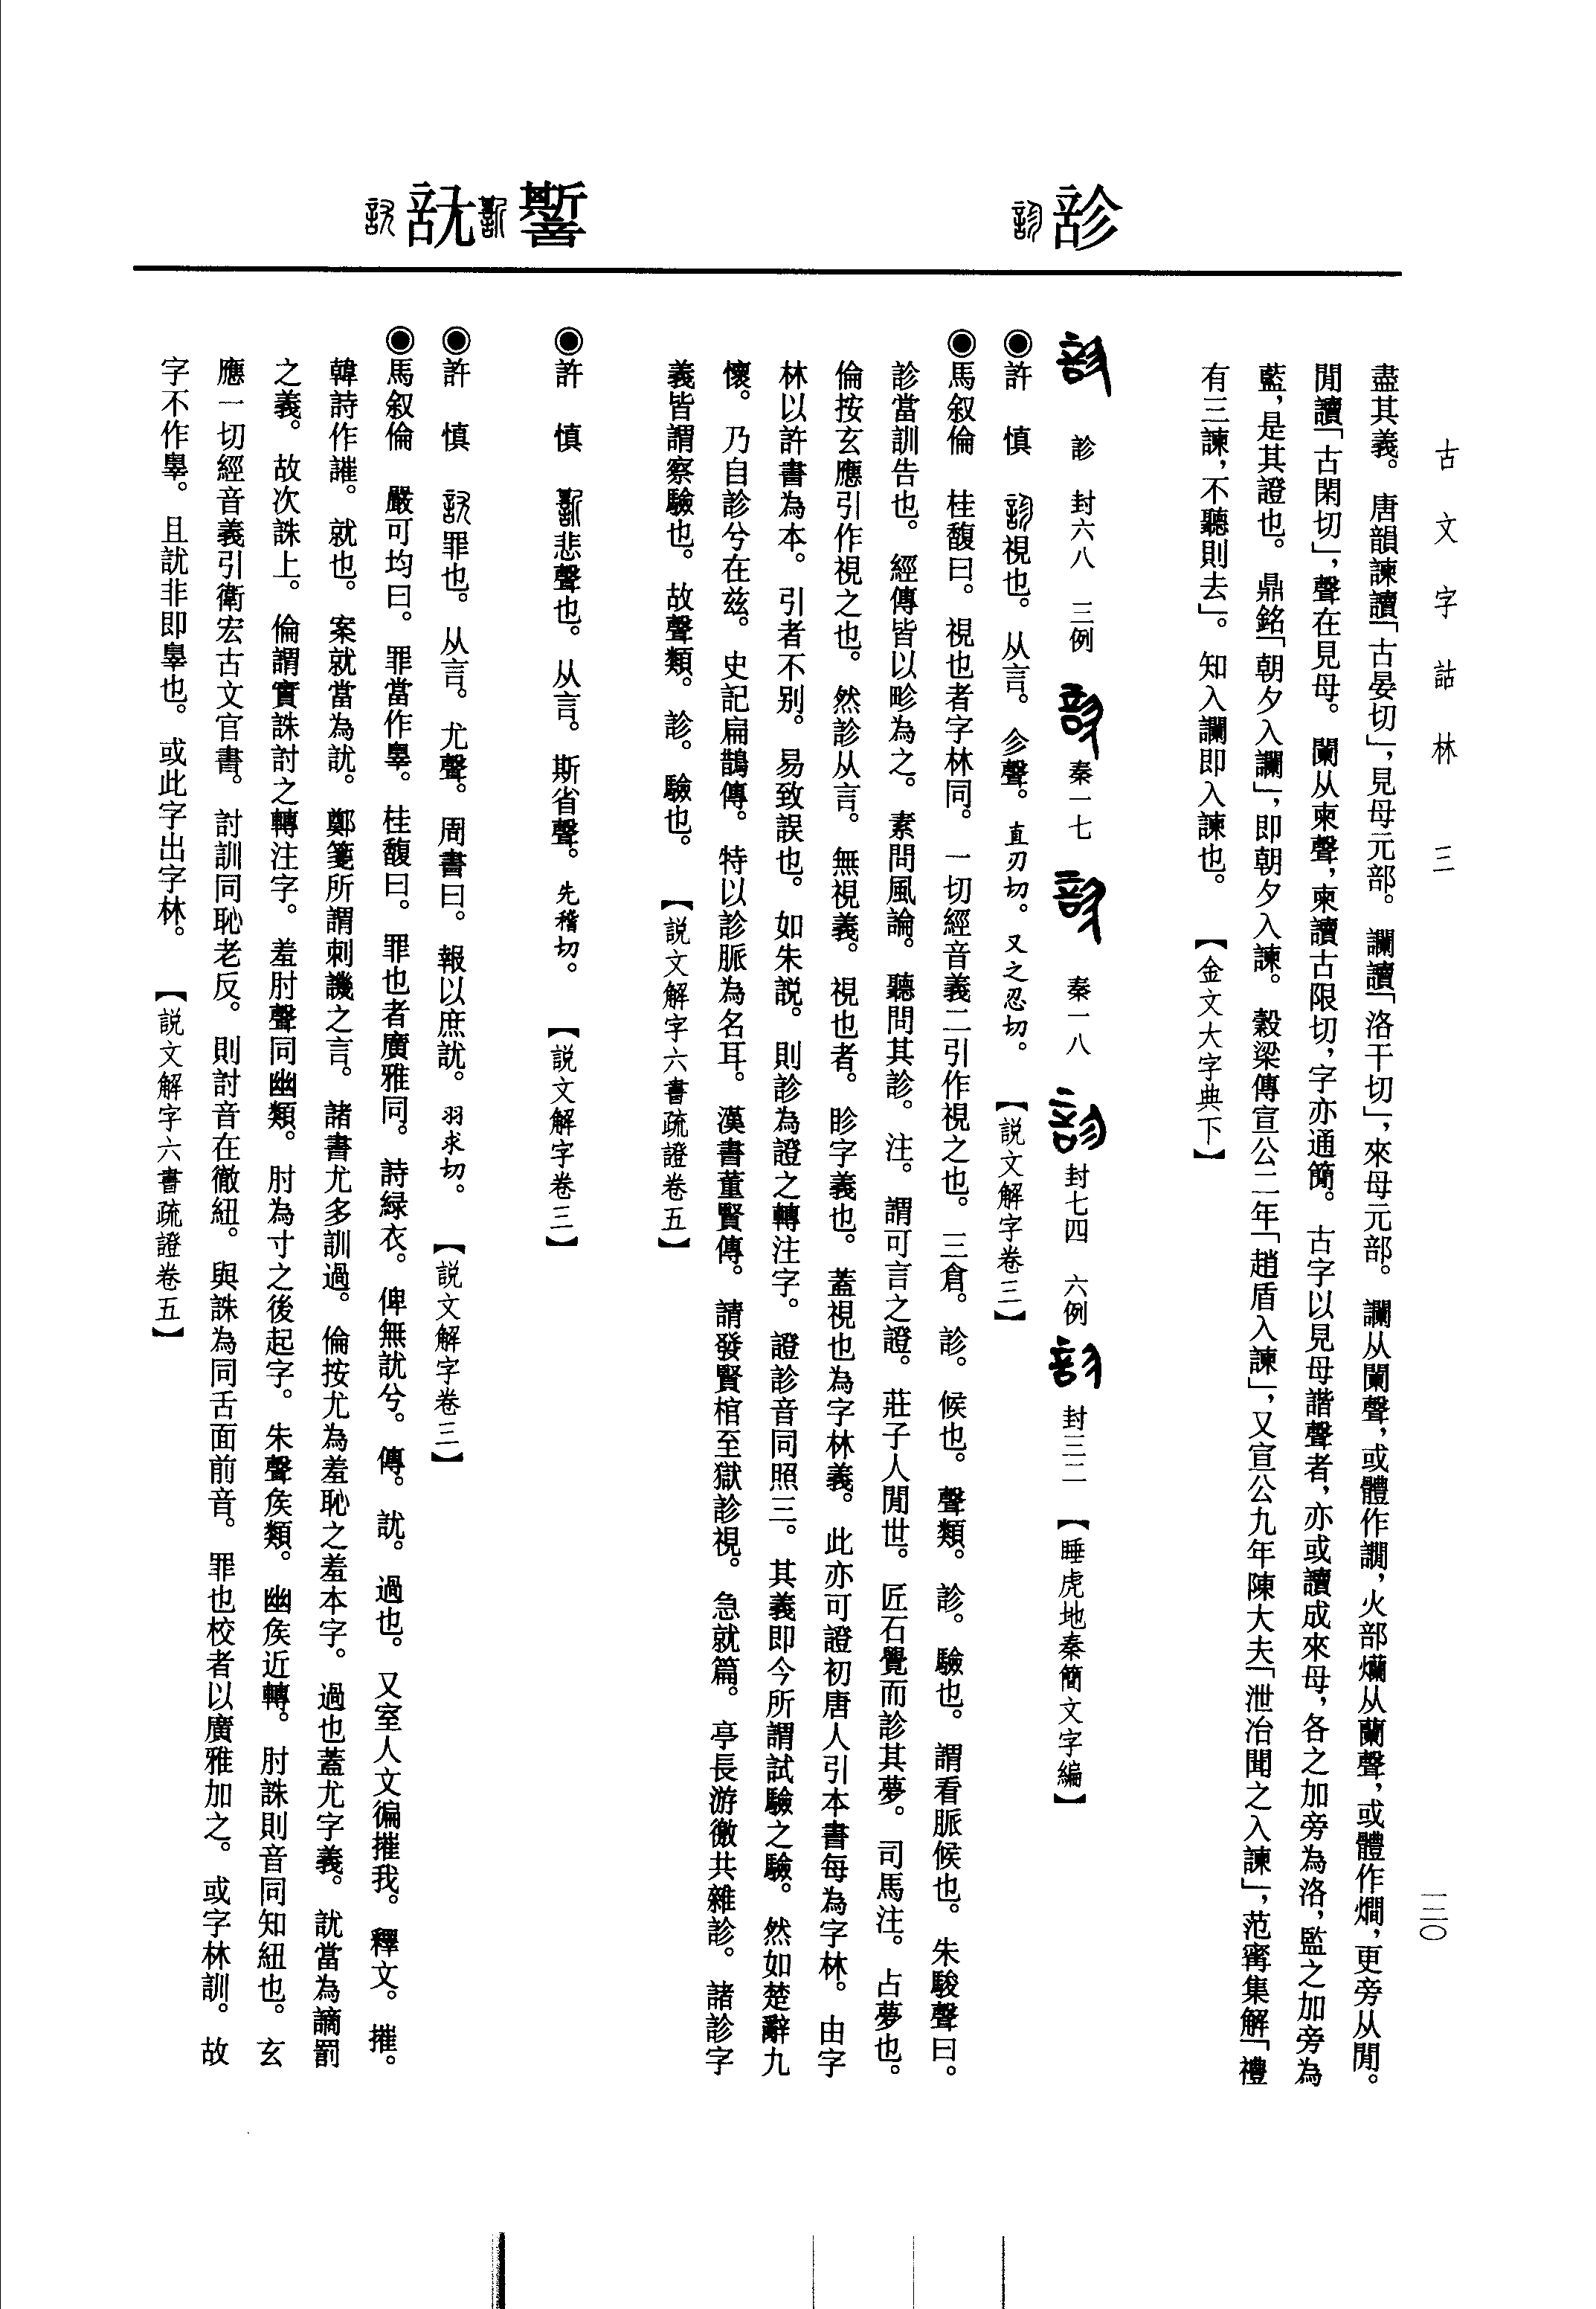 古文字詁林 三
一二〇
診
䜕
訧
盡其義。唐韻諫讀「古晏切」，見母元部。讕讀「洛干切」，來母元部。讕从闌聲，或體作䛾，火部爤从蘭聲，或體作燗，更旁从閒。
閒讀「古閑切」，聲在見母。闌从柬聲，柬讀古限切，字亦通簡。古字以見母諧聲者，亦或讀成來母，各之加旁為洛，監之加旁為
藍，是其證也。鼎銘「朝夕入讕」，即朝夕入諫。穀梁傳宣公二年「趙盾入諫」，又宣公九年陳大夫「泄冶聞之入諫」，范甯集解「禮
有三諫，不聽則去」。知入讕即入諫也。【金文大字典下】
診 封六八 三例 秦一七 秦一八 封七四 六例 封三二 【睡虎地秦簡文字編】
◉許 慎 診視也。从言。㐱聲。直刃切。又之忍切。【説文解字卷三】
◉馬叙倫 桂馥曰。視也者字林同。一切經音義二引作視之也。三倉。診。候也。聲類。診。驗也。謂看脈候也。朱駿聲曰。
診當訓告也。經傳皆以畛為之。素問風論。聽問其診。注。謂可言之證。莊子人閒世。匠石覺而診其夢。司馬注。占夢也。
倫按玄應引作視之也。然診从言。無視義。視也者。眕字義也。蓋視也為字林義。此亦可證初唐人引本書每為字林。由字
林以許書為本。引者不別。易致誤也。如朱説。則診為證之轉注字。證診音同照三。其義即今所謂試驗之驗。然如楚辭九
懷。乃自診兮在茲。史記扁鵲傳。特以診脈為名耳。漢書董賢傳。請發賢棺至獄診視。急就篇。亭長游徼共雜診。諸診字
義皆謂察驗也。故聲類。診。驗也。【説文解字六書疏證卷五】
◉許 慎 䜕悲聲也。从言。斯省聲。先稽切。【説文解字卷三】
◉許 慎 訧罪也。从言。尤聲。周書曰。報以庶訧。羽求切。【説文解字卷三】
◉馬叙倫 嚴可均曰。罪當作辠。桂馥曰。罪也者廣雅同。詩緑衣。俾無訧兮。傳。訧。過也。又室人文徧摧我。釋文。摧。
韓詩作讙。就也。案就當為訧。鄭箋所謂刺譏之言。諸書尤多訓過。倫按尤為羞恥之羞本字。過也蓋尤字義。訧當為謫罰
之義。故次誅上。倫謂實誅討之轉注字。羞肘聲同幽類。肘為寸之後起字。朱聲矦類。幽矦近轉。肘誅則音同知紐也。玄
應一切經音義引衛宏古文官書。討訓同恥老反。則討音在徹紐。與誅為同舌面前音。罪也校者以廣雅加之。或字林訓。故
字不作辠。且訧非即辠也。或此字出字林。【説文解字六書疏證卷五】